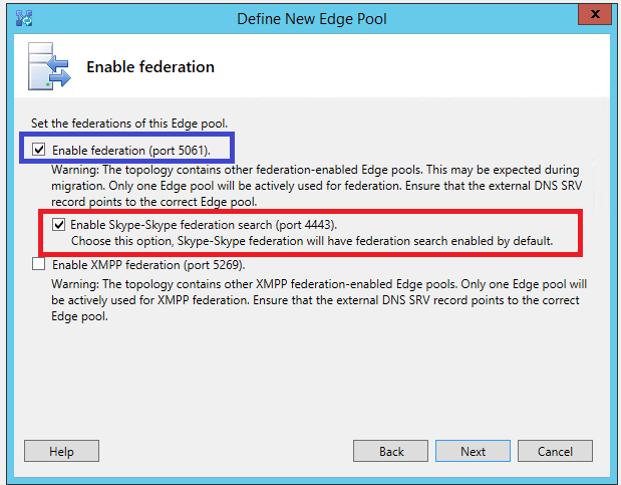 Define New Edge Pool
x
Enable federation
Set the federations of this Edge pool.
Enable federation (port 5061).
Warning: The topology contains other federation-enabled Edge pools. This may be expected during
migration. Only one Edge pool will be actively used for federation. Ensure that the external DNS SRV
record points to the correct Edge pool.
Enable Skype-Skype federation search (port 4443).
Choose this option, Skype-Skype federation will have federation search enabled by default.
Enable XMPP federation (port 5269).
Warning: The topology contains other XMPP federation-enabled Edge pools. Only one Edge pool will
be actively used for XMPP federation. Ensure that the external DNS SRV record points to the correct
Edge pool.
Help
Back
Next
Cancel